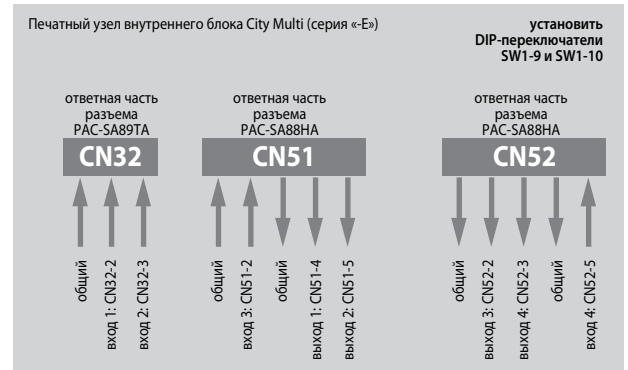 Печатный узел внутреннего блока City Multi (серия «-E»)
установить
DIP-переключатели
SW1-9 и SW1-10
ответная часть
разъема
PAC-SA89TA
CN32
ответная часть
разъема
PAC-SA88HA
CN51
ответная часть
разъема
PAC-SA88HA
CN52
общий
вход 1: CN32-2
вход 2: CN32-3
общий
вход 3: CN51-2
общий
выход 1: CN51-4
выход 2: CN51-5
общий
выход 3: CN52-2
выход 4: CN52-3
общий
вход 4: CN52-5